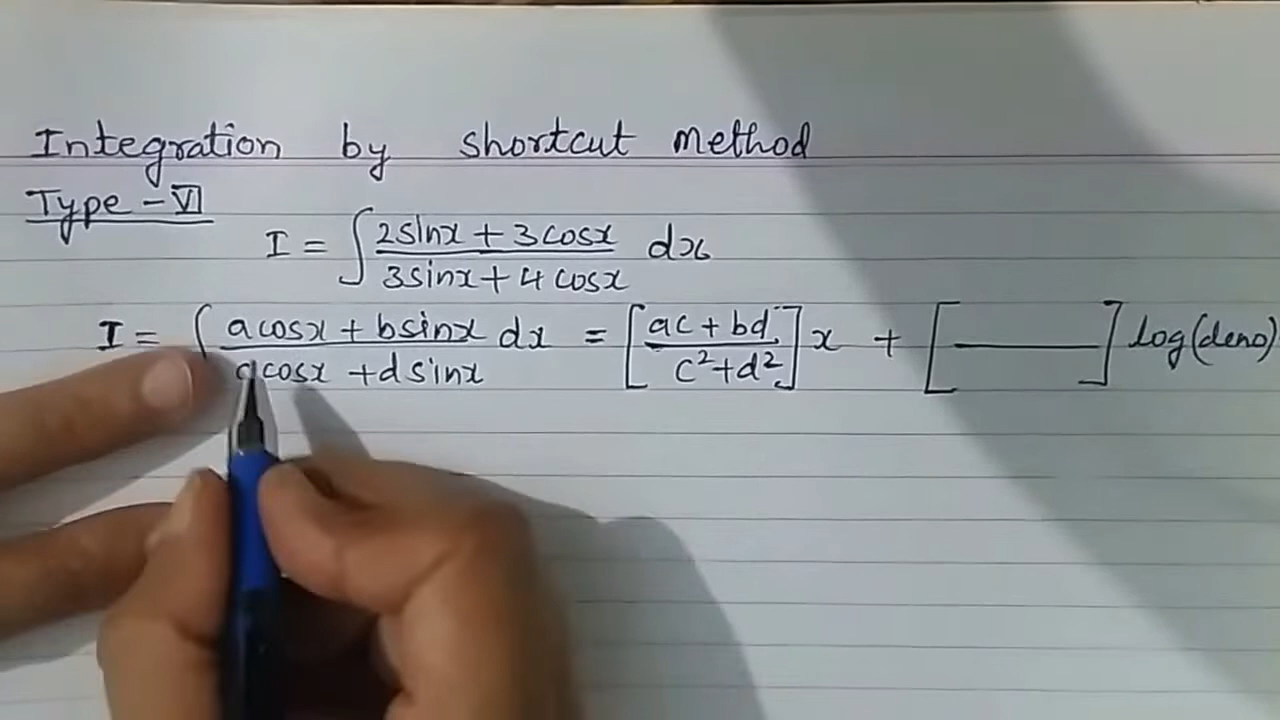 Integration by shortcut method
Type - VI
I = ∫ (2sinx + 3cosx)/(3sinx + 4cosx) dx
I = ∫ (acosx + bsinx)/(ccosx + dsinx) dx = [(ac + bd)/(c² + d²)] x + [———] log(deno)